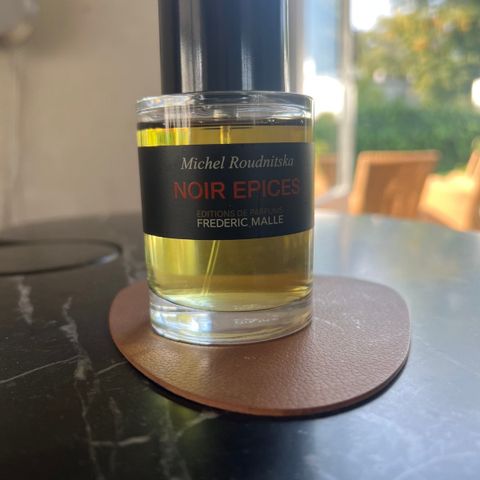 Michel Roudnitska
NOIR EPICES
EDITIONS DE PARFUMS
FREDERIC MALLE